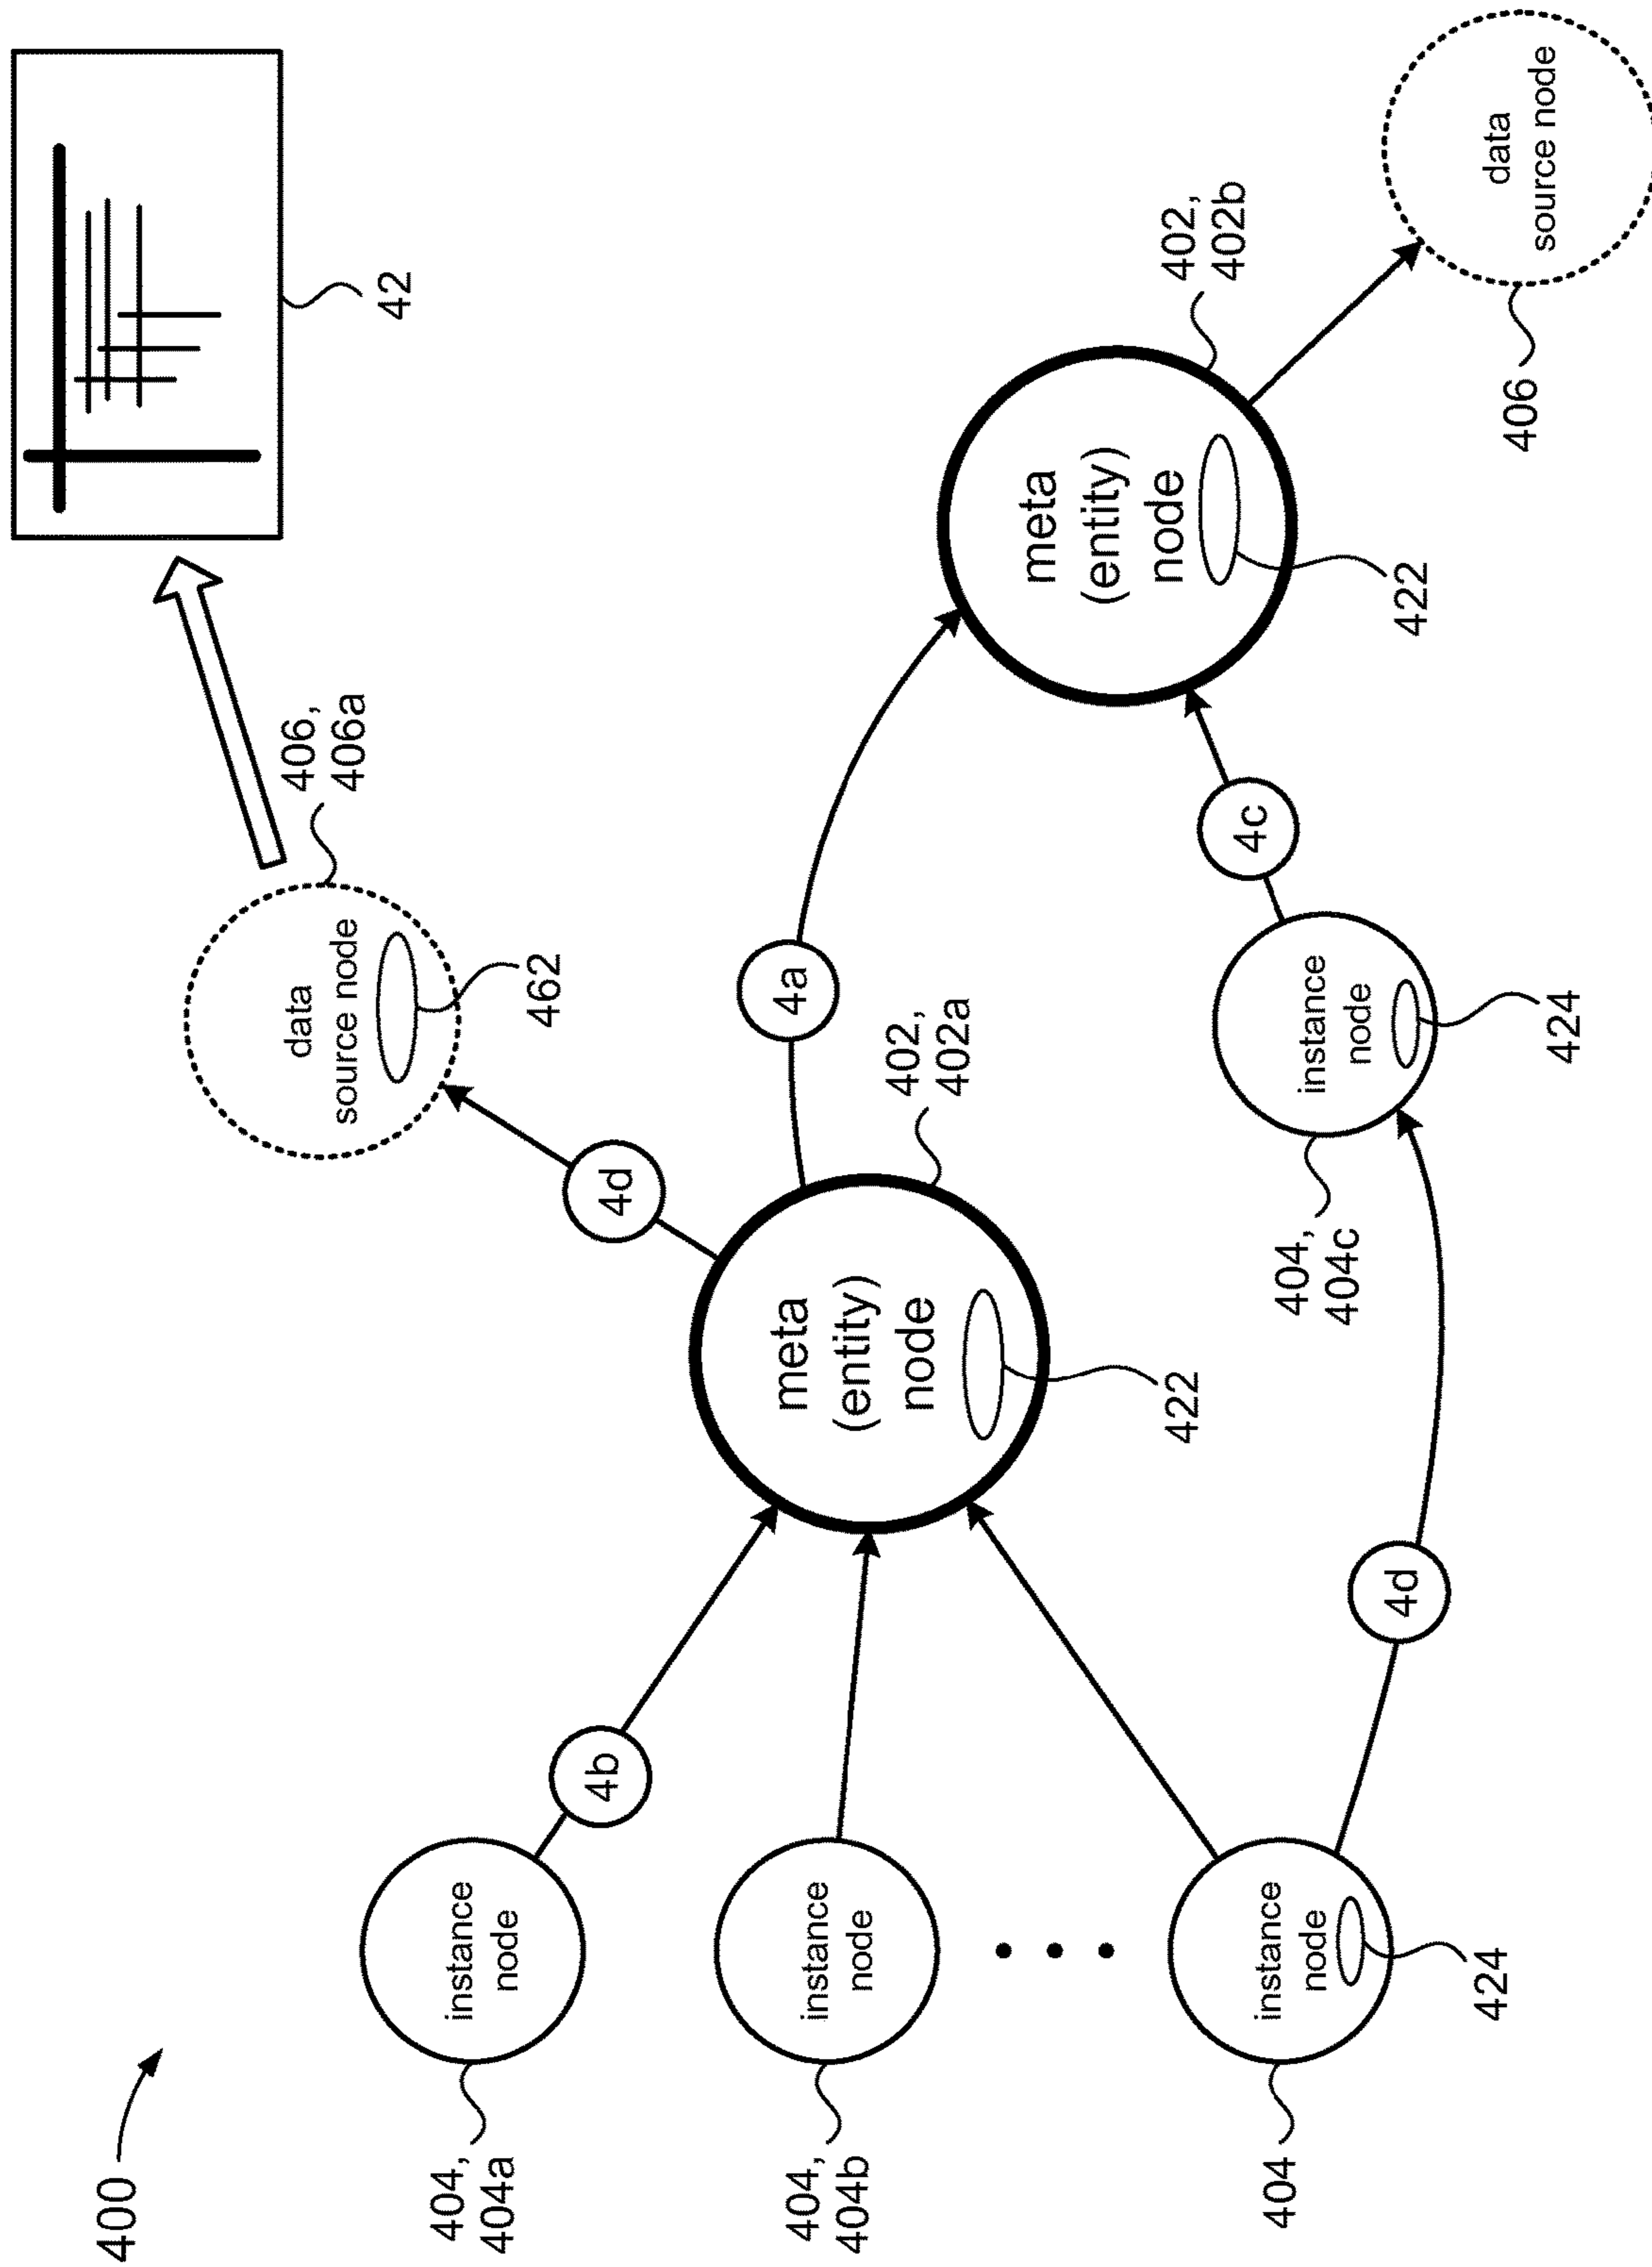 400
404,
404a
instance
node
4b
404,
404b
instance
node
404
instance
node
424
4d
meta
(entity)
node
422
402,
402a
4d
data
source node
462
406,
406a
42
4a
404,
404c
instance
node
424
4c
meta
(entity)
node
422
402,
402b
406
data
source node